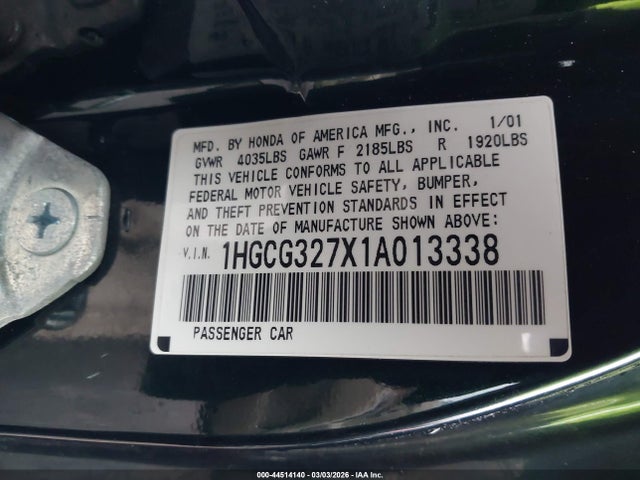 MFD. BY HONDA OF AMERICA MFG., INC. 1/01
GVWR 4035LBS GAWR F 2185LBS R 1920LBS
THIS VEHICLE CONFORMS TO ALL APPLICABLE
FEDERAL MOTOR VEHICLE SAFETY, BUMPER,
AND THEFT PREVENTION STANDARDS IN EFFECT
ON THE DATE OF MANUFACTURE SHOWN ABOVE:
V.I.N. 1HGCG327X1A013338
PASSENGER CAR
000-44514140 - 03/03/2026 - IAA Inc.